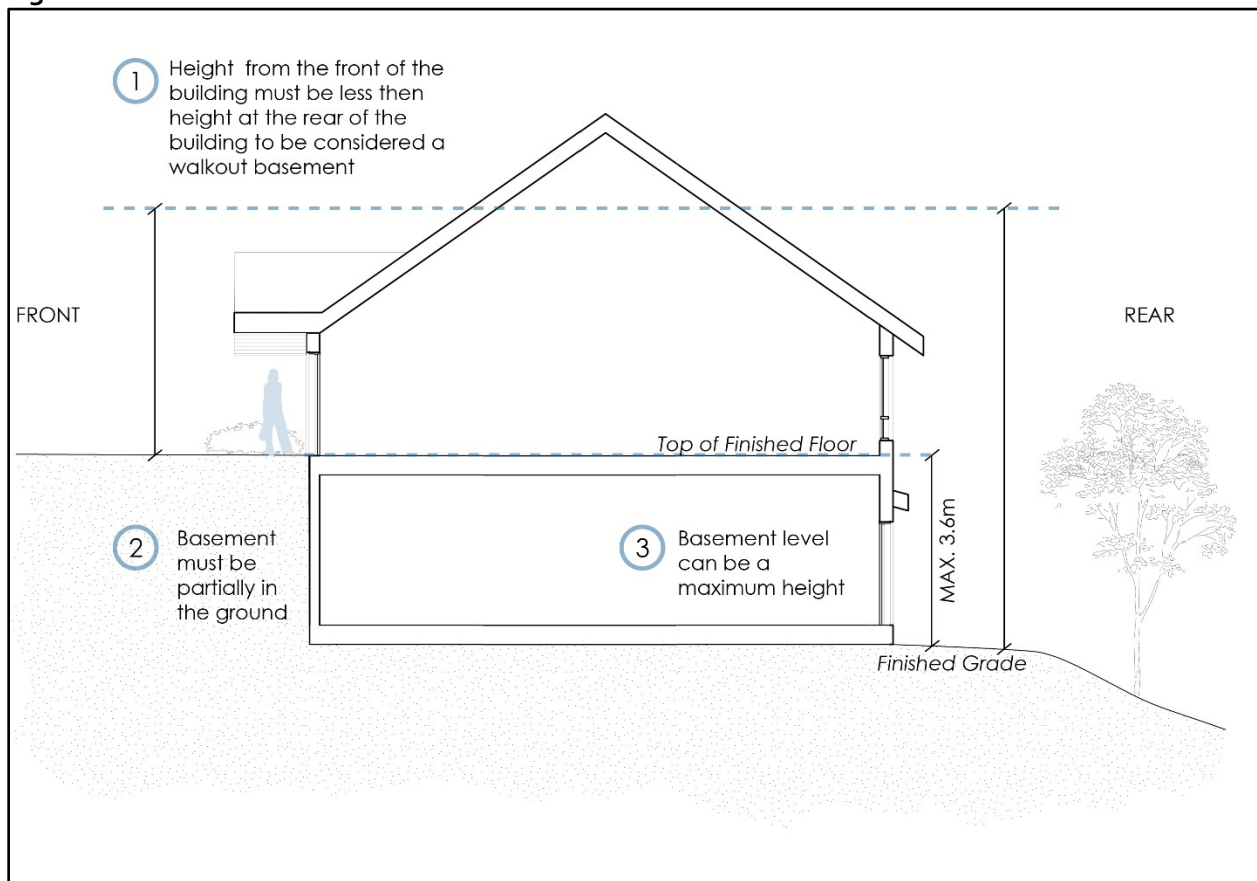 1
Height from the front of the
building must be less then
height at the rear of the
building to be considered a
walkout basement
FRONT
REAR
Top of Finished Floor
2
Basement
must be
partially in
the ground
3
Basement level
can be a
maximum height
MAX. 3.6m
Finished Grade